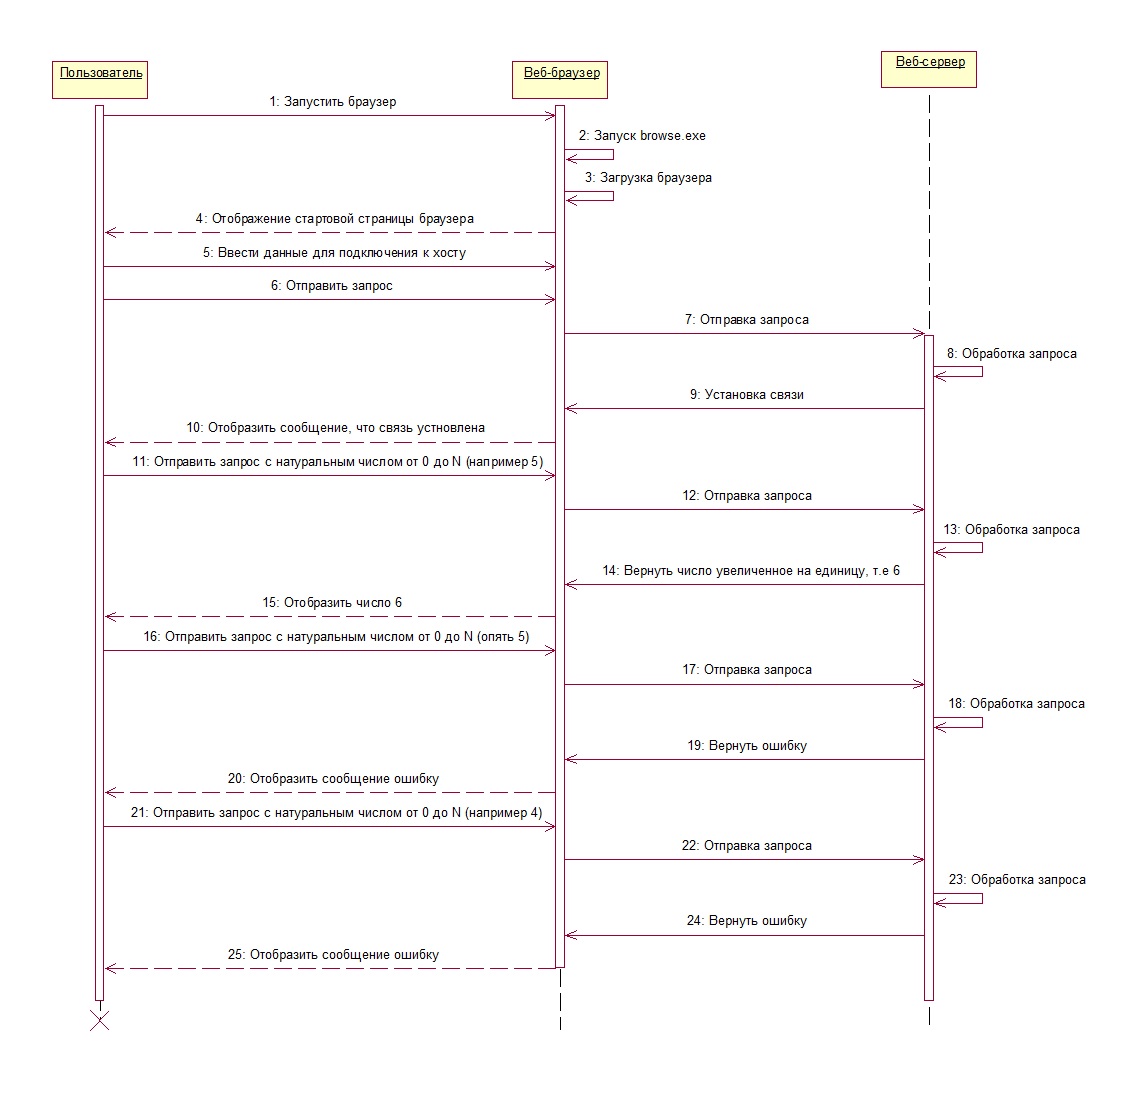 Пользователь
Веб-браузер
Веб-сервер
1: Запустить браузер
2: Запуск browse.exe
3: Загрузка браузера
4: Отображение стартовой страницы браузера
5: Ввести данные для подключения к хосту
6: Отправить запрос
7: Отправка запроса
8: Обработка запроса
9: Установка связи
10: Отобразить сообщение, что связь устновлена
11: Отправить запрос с натуральным числом от 0 до N (например 5)
12: Отправка запроса
13: Обработка запроса
14: Вернуть число увеличенное на единицу, т.е 6
15: Отобразить число 6
16: Отправить запрос с натуральным числом от 0 до N (опять 5)
17: Отправка запроса
18: Обработка запроса
19: Вернуть ошибку
20: Отобразить сообщение ошибку
21: Отправить запрос с натуральным числом от 0 до N (например 4)
22: Отправка запроса
23: Обработка запроса
24: Вернуть ошибку
25: Отобразить сообщение ошибку